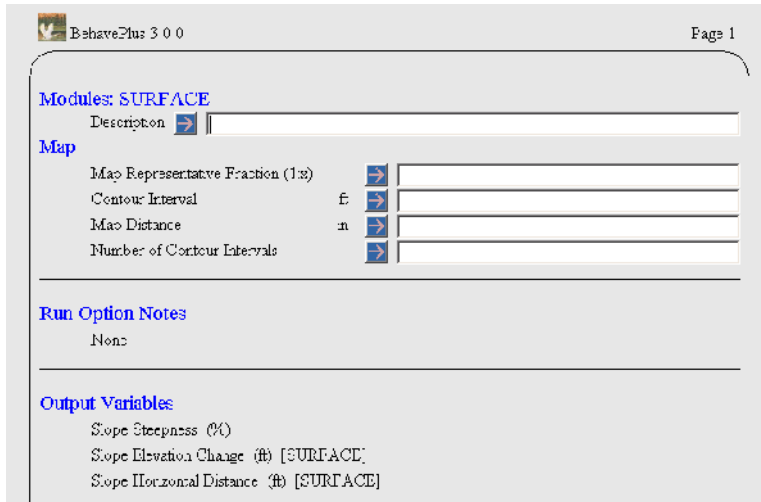 BehavePlus 3.0.0 Page 1
Modules: SURFACE
Description
Map
Map Representative Fraction (1:x)
Contour Interval ft
Map Distance in
Number of Contour Intervals
Run Option Notes
None
Output Variables
Slope Steepness (%)
Slope Elevation Change (ft) [SURFACE]
Slope Horizontal Distance (ft) [SURFACE]